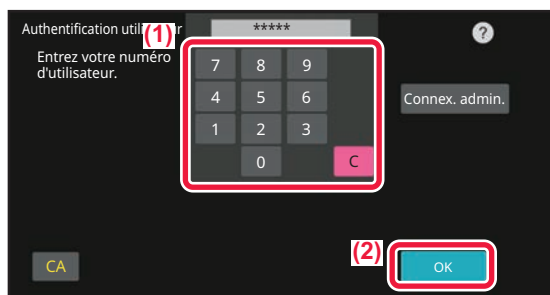 Authentification utilisateur
(1)
*****
?
Entrez votre numéro
d'utilisateur.
7 8 9
4 5 6
Connex. admin.
1 2 3
0 C
(2)
CA
OK